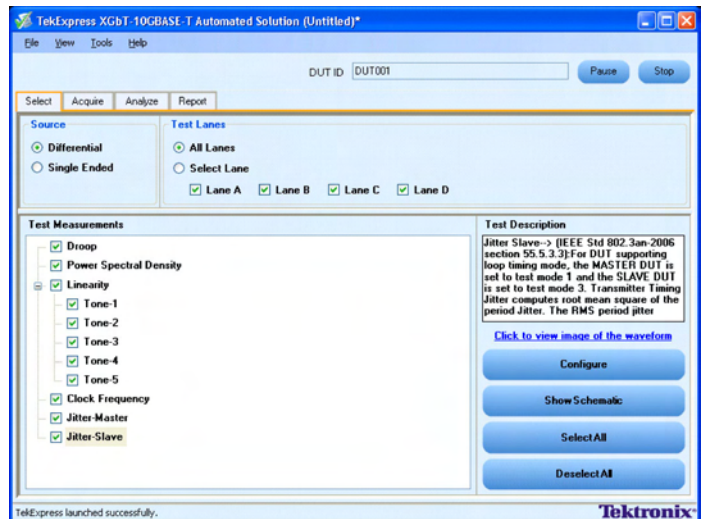 TekExpress XGbT-10GBASE-T Automated Solution (Untitled)*
File View Tools Help
DUT ID DUT001 Pause Stop
Select Acquire Analyze Report
Source
Differential
Single Ended
Test Lanes
All Lanes
Select Lane
Lane A Lane B Lane C Lane D
Test Measurements
Droop
Power Spectral Density
Linearity
Tone-1
Tone-2
Tone-3
Tone-4
Tone-5
Clock Frequency
Jitter-Master
Jitter-Slave
Test Description
Jitter Slave--> (IEEE Std 802.3an-2006
section 55.5.3.3):For DUT supporting
loop timing mode, the MASTER DUT is
set to test mode 1 and the SLAVE DUT
is set to test mode 3. Transmitter Timing
Jitter computes root mean square of the
period Jitter. The RMS period jitter
Click to view image of the waveform
Configure
Show Schematic
Select All
Deselect All
TekExpress launched successfully.
Tektronix